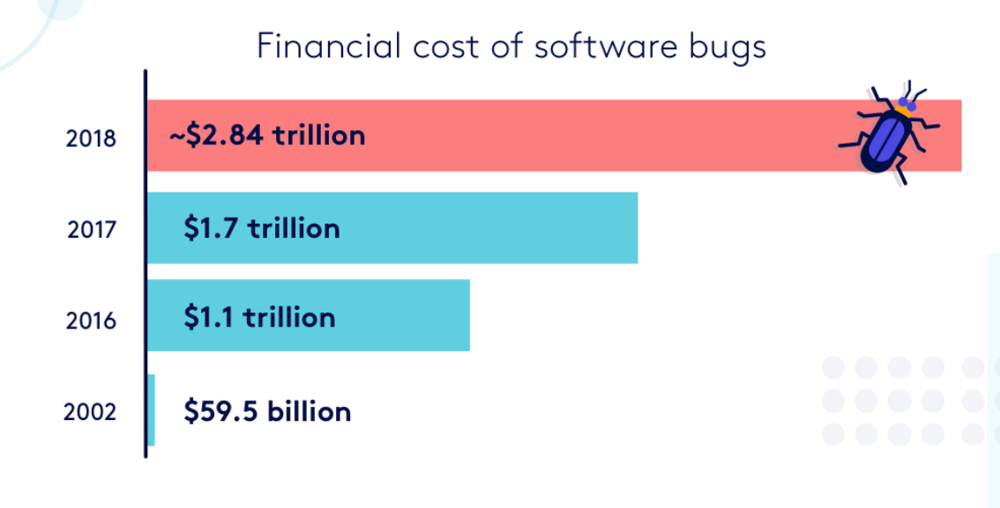 Financial cost of software bugs
2018 ~$2.84 trillion
2017 $1.7 trillion
2016 $1.1 trillion
2002 $59.5 billion